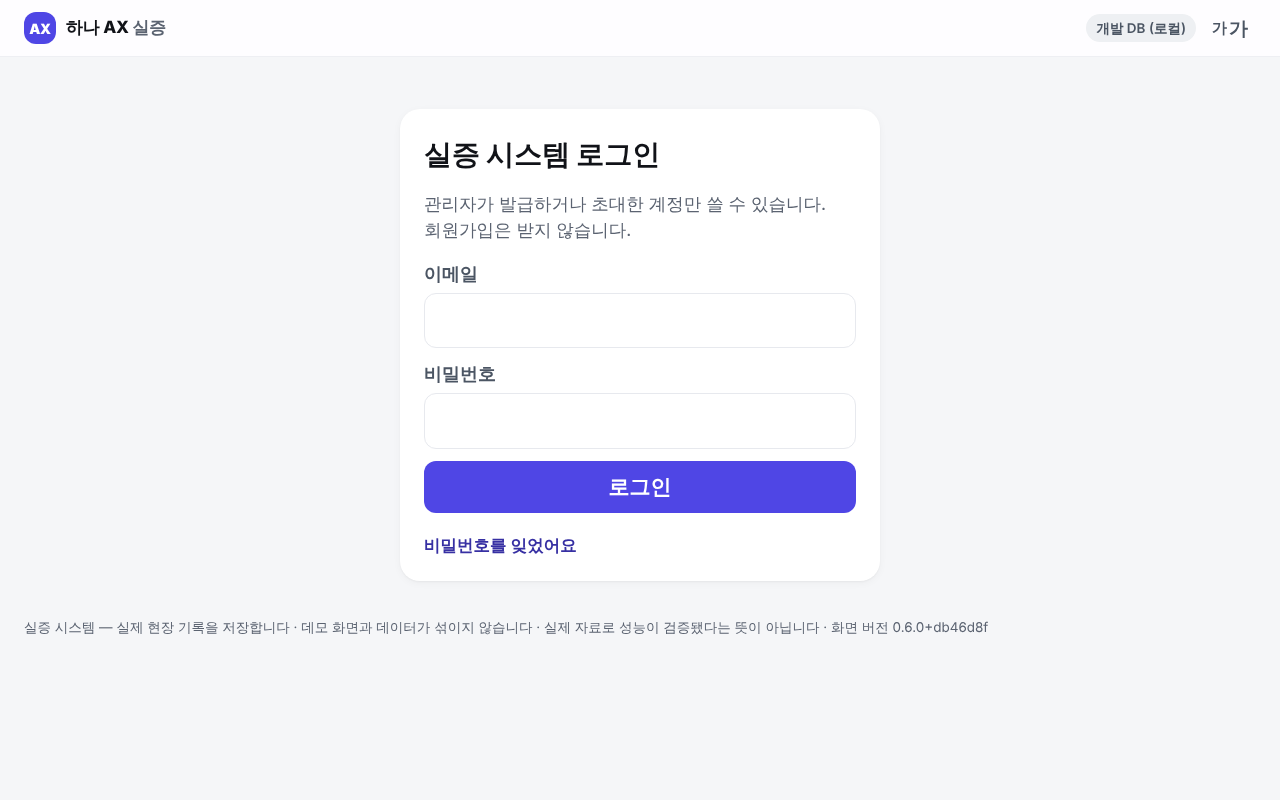 AX 하나 AX 실증
개발 DB (로컬) 가가
실증 시스템 로그인
관리자가 발급하거나 초대한 계정만 쓸 수 있습니다.
회원가입은 받지 않습니다.
이메일
비밀번호
로그인
비밀번호를 잊었어요
실증 시스템 — 실제 현장 기록을 저장합니다 · 데모 화면과 데이터가 섞이지 않습니다 · 실제 자료로 성능이 검증됐다는 뜻이 아닙니다 · 화면 버전 0.6.0+db46d8f